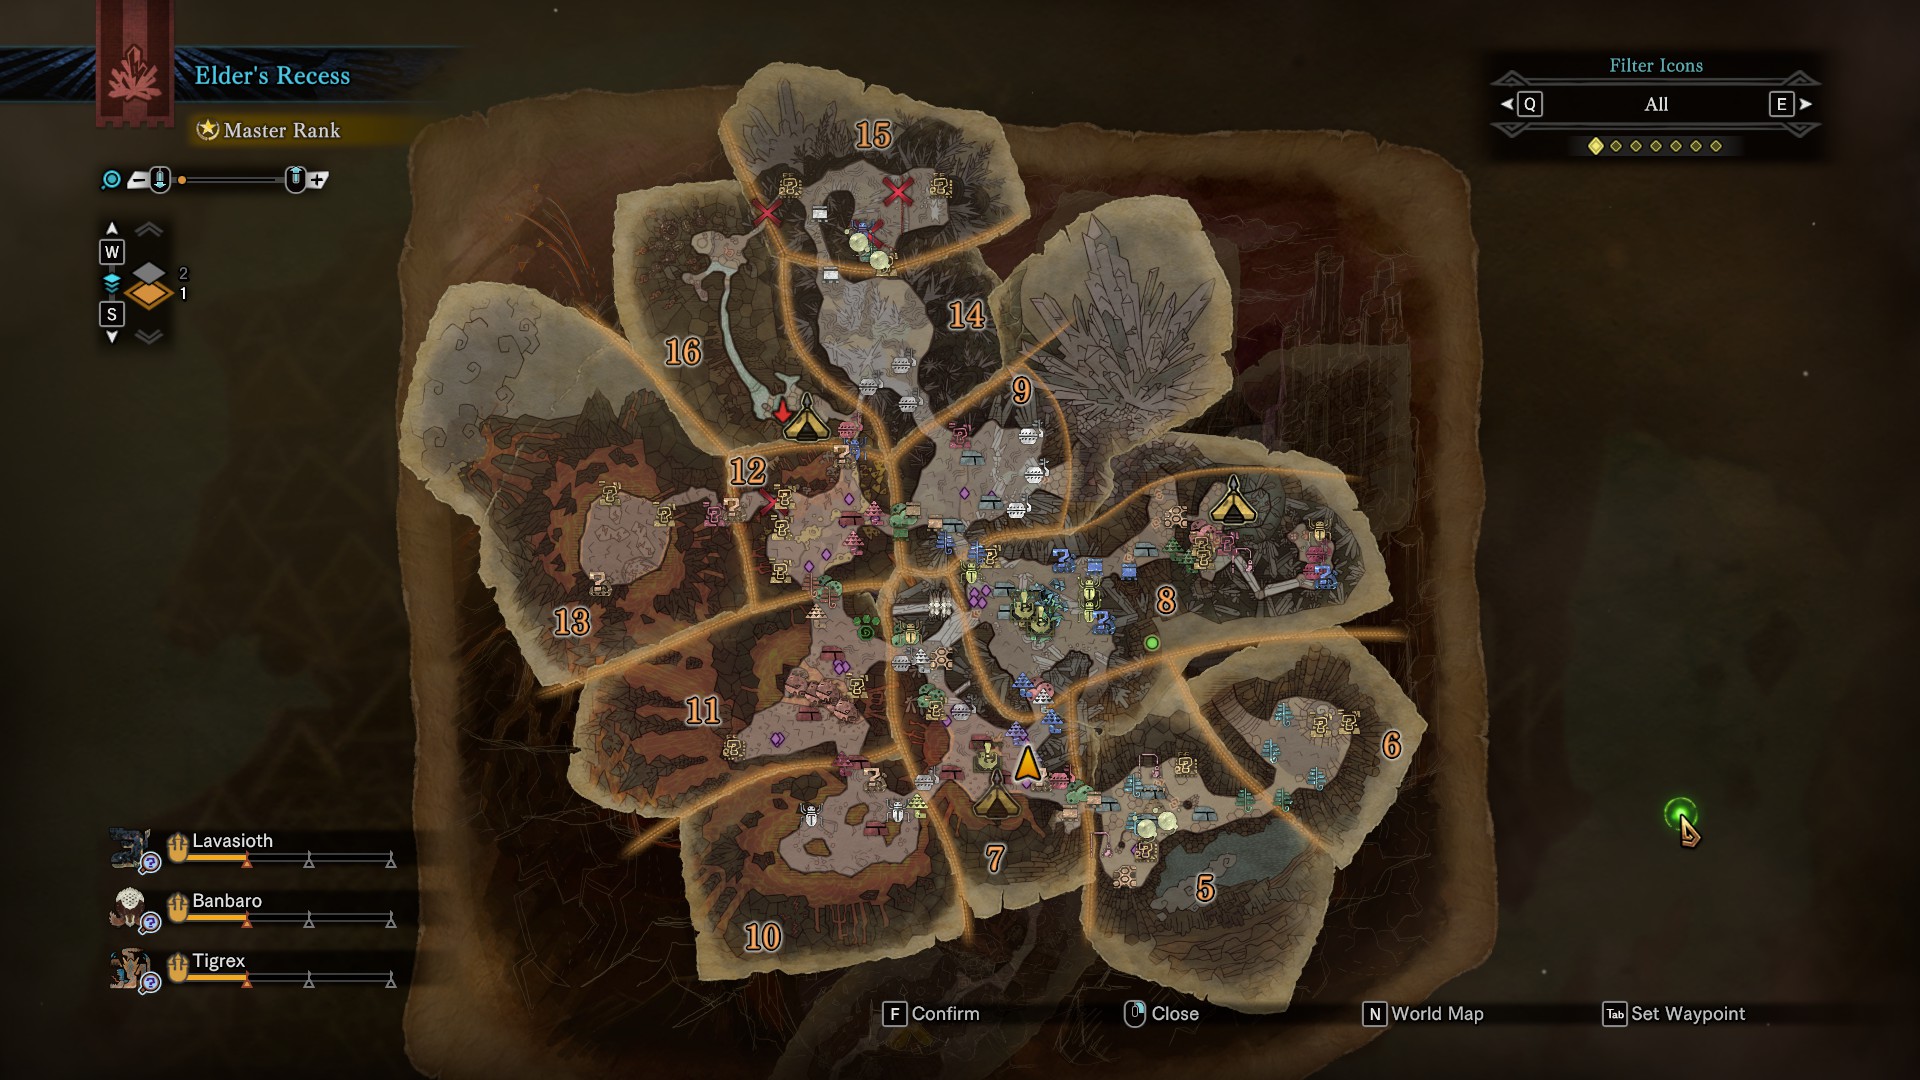 Elder's Recess
Master Rank
Filter Icons
Q
All
E
W
2
1
S
15
14
16
9
12
8
13
11
6
7
5
10
Lavasioth
Banbaro
Tigrex
F Confirm
Close
N World Map
Tab Set Waypoint